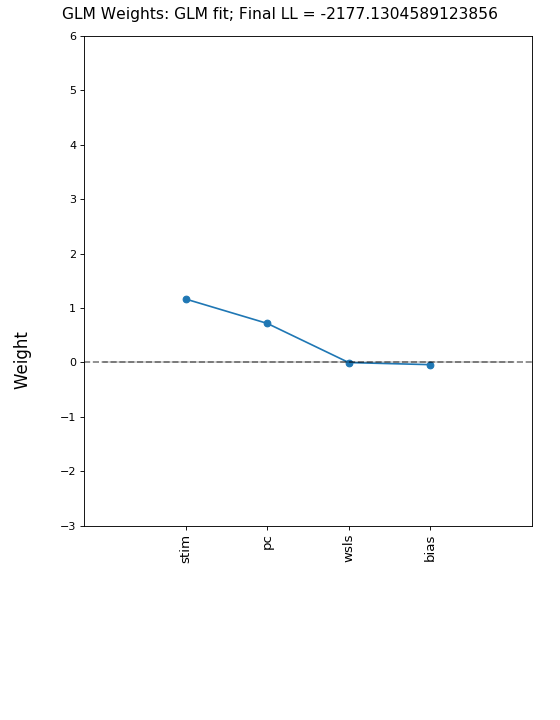 GLM Weights: GLM fit; Final LL = -2177.1304589123856
6
5
4
3
2
1
0
−1
−2
−3
Weight
stim
pc
wsls
bias